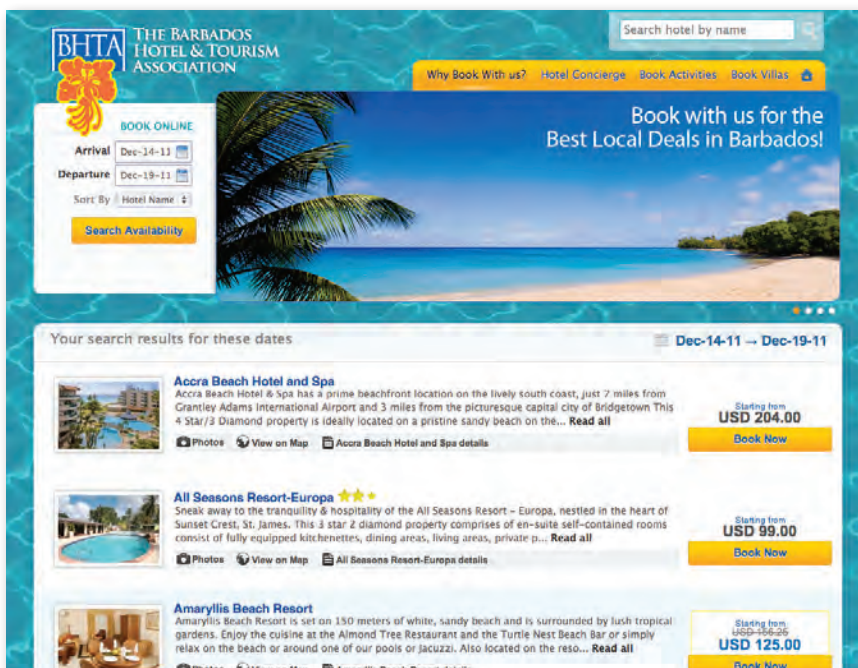 BHTA
THE BARBADOS
HOTEL & TOURISM
ASSOCIATION
Search hotel by name
Why Book With us? Hotel Concierge Book Activities Book Villas
BOOK ONLINE
Arrival Dec-14-11
Departure Dec-19-11
Sort By Hotel Name
Search Availability
Book with us for the
Best Local Deals in Barbados!
Your search results for these dates
Dec-14-11 → Dec-19-11
Accra Beach Hotel and Spa
Accra Beach Hotel & Spa has a prime beachfront location on the lively south coast, just 7 miles from
Grantley Adams International Airport and 3 miles from the picturesque capital city of Bridgetown This
4 Star/3 Diamond property is ideally located on a pristine sandy beach on the... Read all
Photos View on Map Accra Beach Hotel and Spa details
Starting from
USD 204.00
Book Now
All Seasons Resort-Europa
Sneak away to the tranquility & hospitality of the All Seasons Resort – Europa, nestled in the heart of
Sunset Crest, St. James. This 3 star 2 diamond property comprises of en-suite self-contained rooms
consist of fully equipped kitchenettes, dining areas, living areas, private p... Read all
Photos View on Map All Seasons Resort-Europa details
Starting from
USD 99.00
Book Now
Amaryllis Beach Resort
Amaryllis Beach Resort is set on 150 meters of white, sandy beach and is surrounded by lush tropical
gardens. Enjoy the cuisine at the Almond Tree Restaurant and the Turtle Nest Beach Bar or simply
relax on the beach or around one of our pools or Jacuzzi. Also located on the reso... Read all
Photos View on Map Amaryllis Beach Resort details
Starting from
USD 156.25
USD 125.00
Book Now